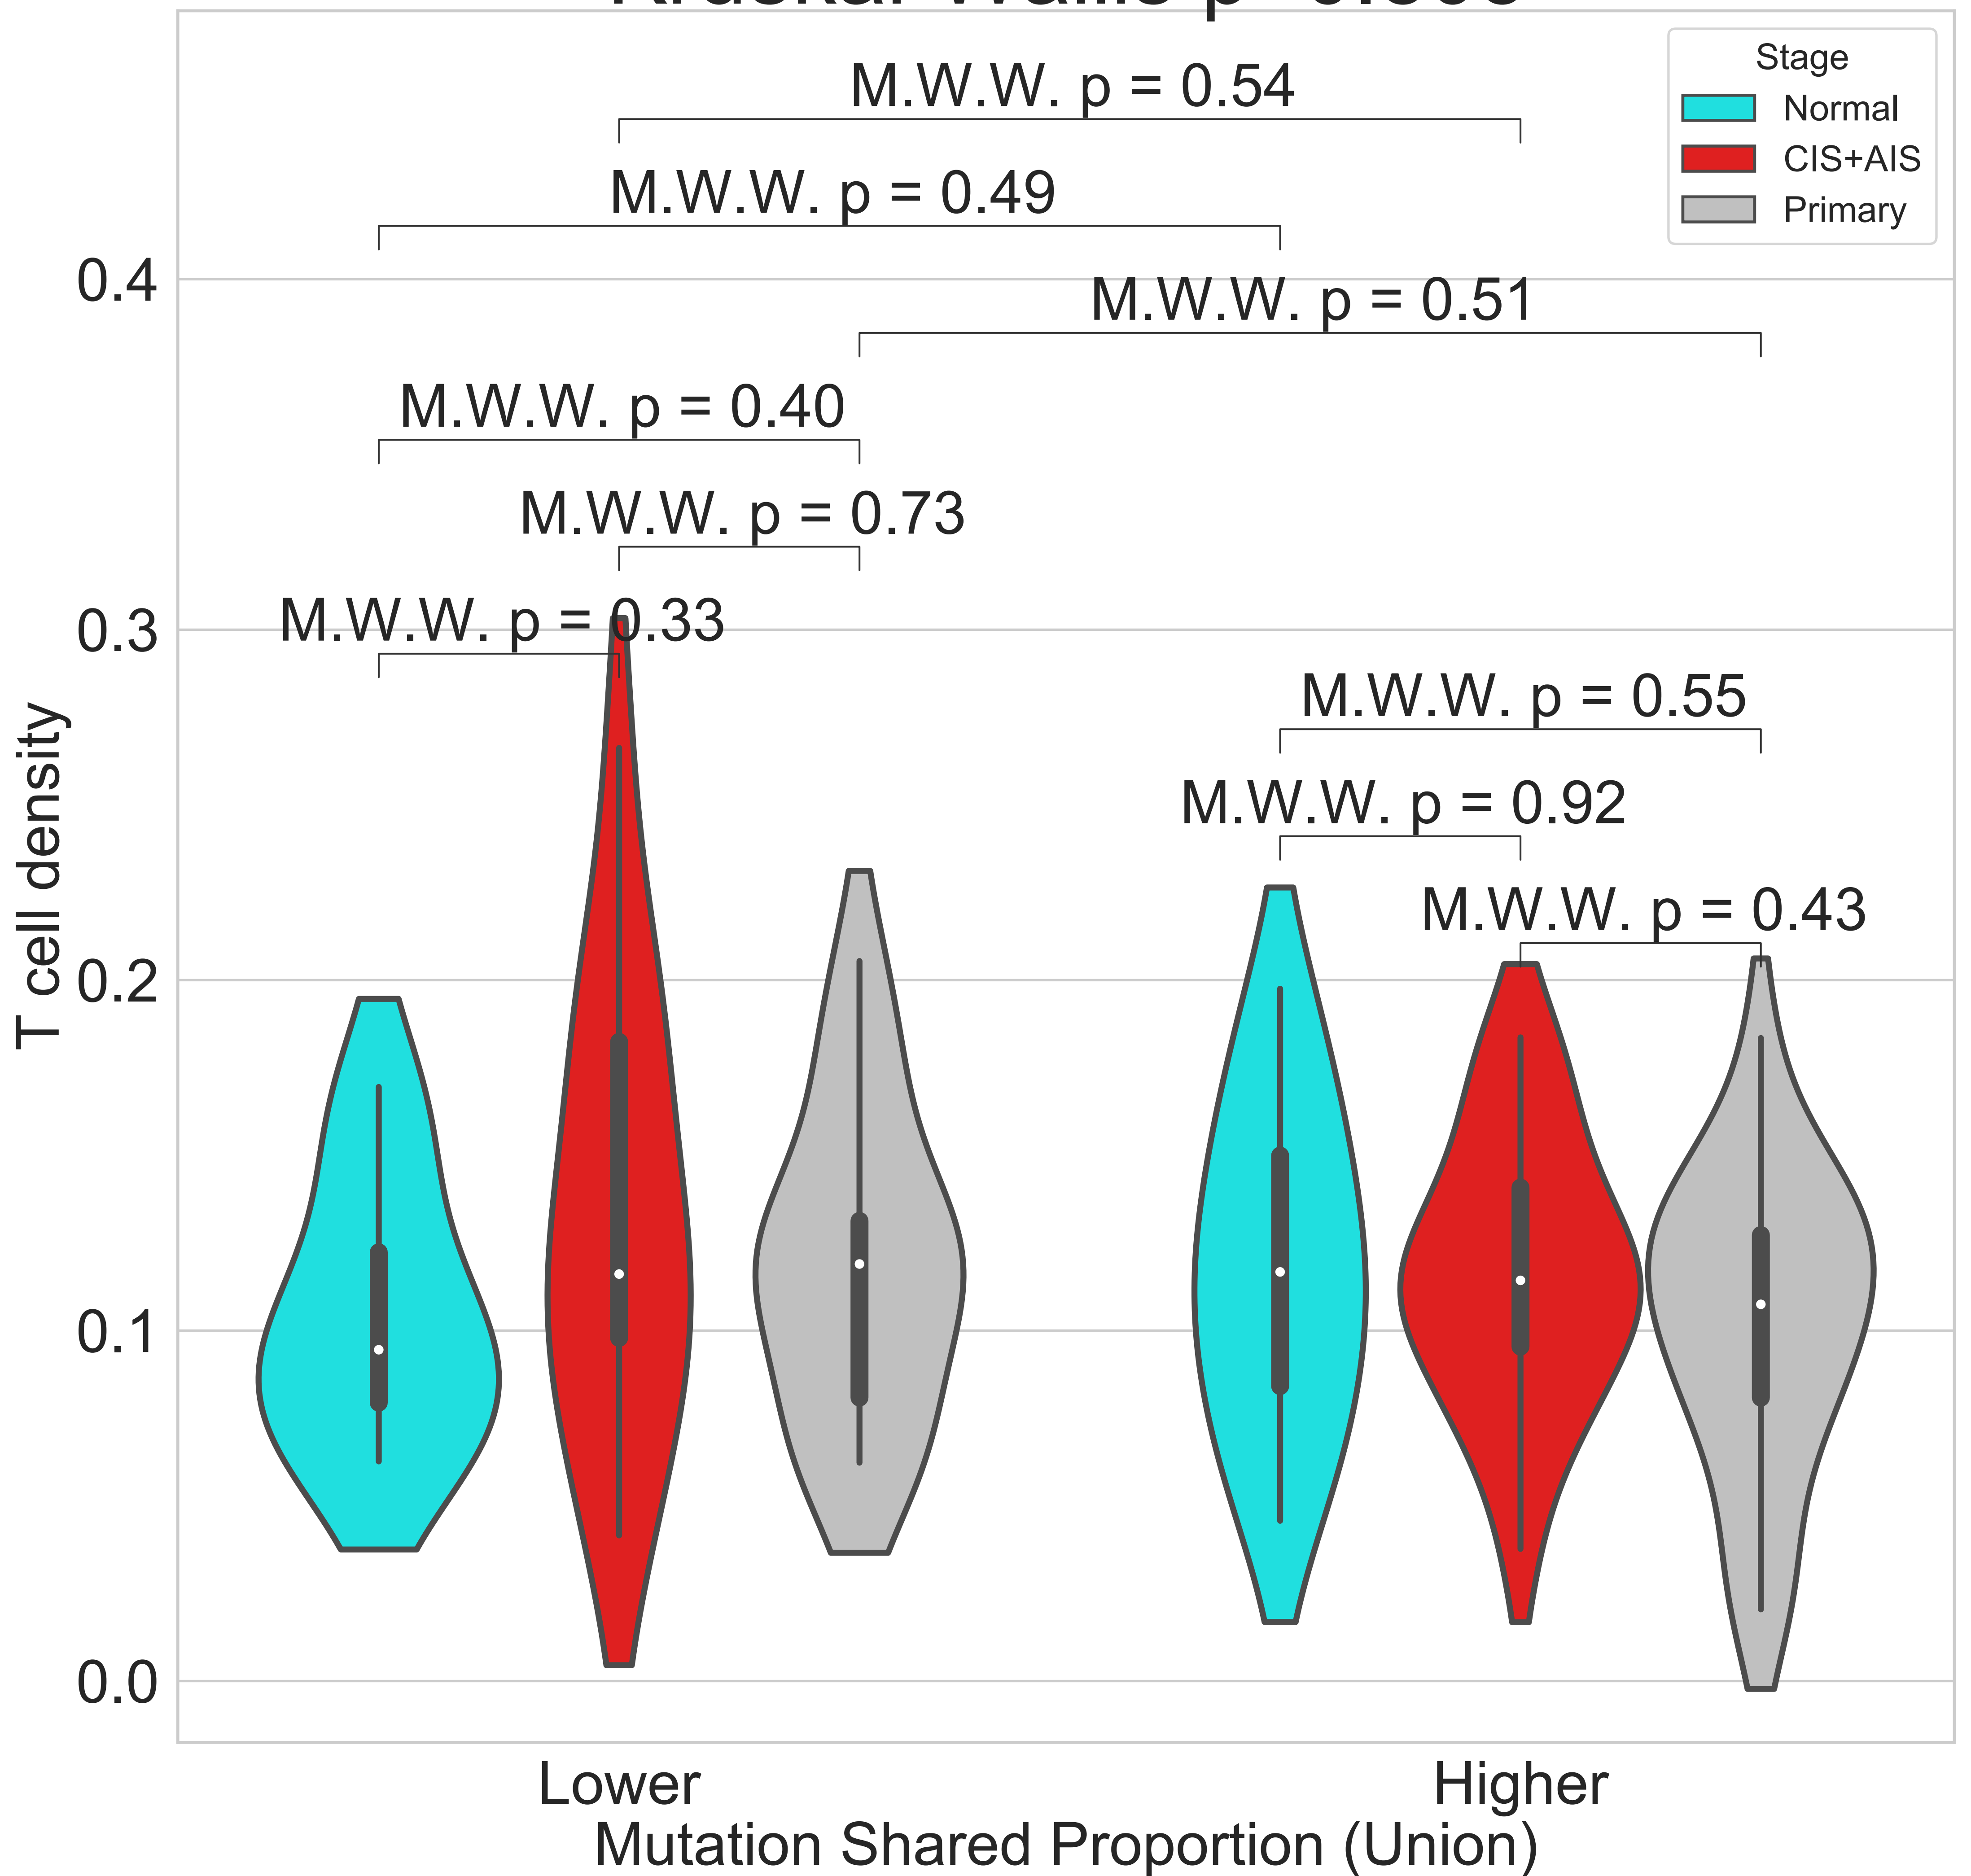 Stage
Normal
CIS+AIS
Primary
M.W.W. p = 0.54
M.W.W. p = 0.49
M.W.W. p = 0.51
M.W.W. p = 0.40
M.W.W. p = 0.73
M.W.W. p = 0.33
M.W.W. p = 0.55
M.W.W. p = 0.92
M.W.W. p = 0.43
T cell density
0.4
0.3
0.2
0.1
0.0
Lower
Higher
Mutation Shared Proportion (Union)